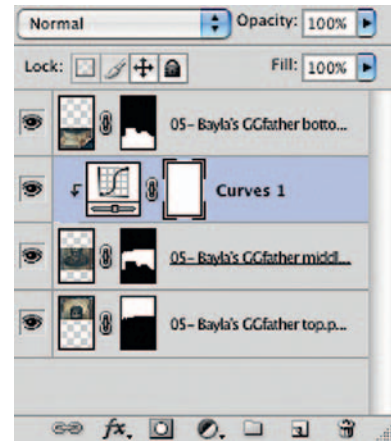 Normal Opacity: 100%
Lock: Fill: 100%
05- Bayla's GGfather botto...
Curves 1
05- Bayla's GGfather middl...
05- Bayla's GGfather top.p...
fx.